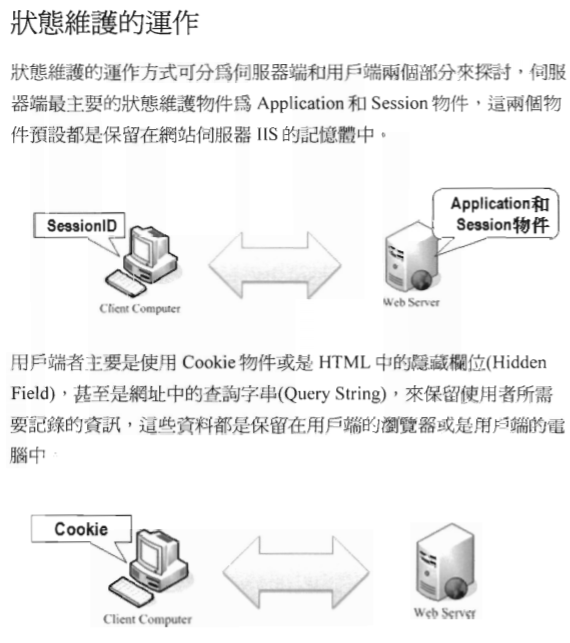 狀態維護的運作
狀態維護的運作方式可分為伺服器端和用戶端兩個部分來探討，伺服
器端最主要的狀態維護物件為 Application 和 Session 物件，這兩個物
件預設都是保留在網站伺服器 IIS 的記憶體中。
SessionID
Application和
Session物件
Client Computer
Web Server
用戶端者主要是使用 Cookie 物件或是 HTML 中的隱藏欄位(Hidden
Field)，甚至是網址中的查詢字串(Query String)，來保留使用者所需
要記錄的資訊，這些資料都是保留在用戶端的瀏覽器或是用戶端的電
腦中
Cookie
Client Computer
Web Server